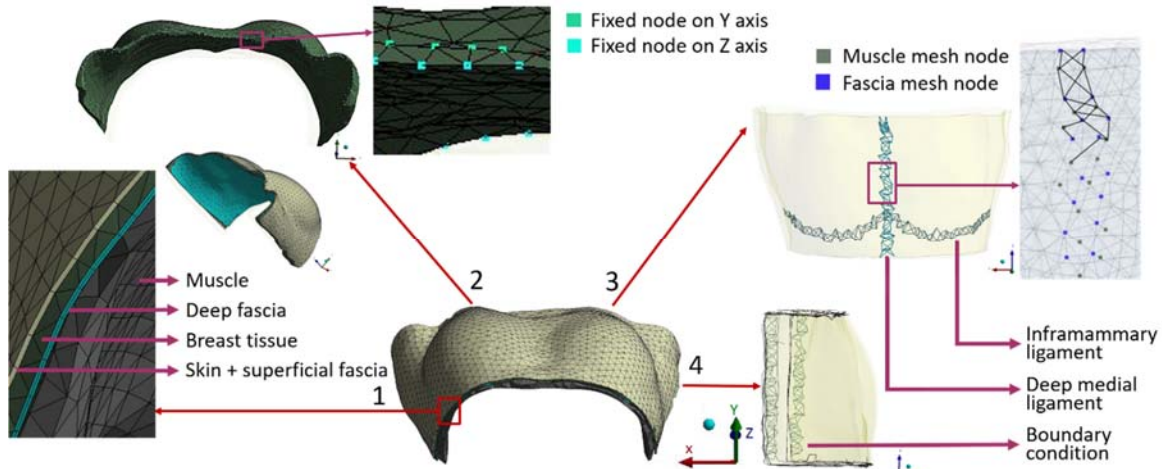 Fixed node on Y axis
Fixed node on Z axis
Muscle mesh node
Fascia mesh node
2
3
Muscle
Deep fascia
Breast tissue
Skin + superficial fascia
1
4
Y
Z
X
Inframammary
ligament
Deep medial
ligament
Boundary
condition